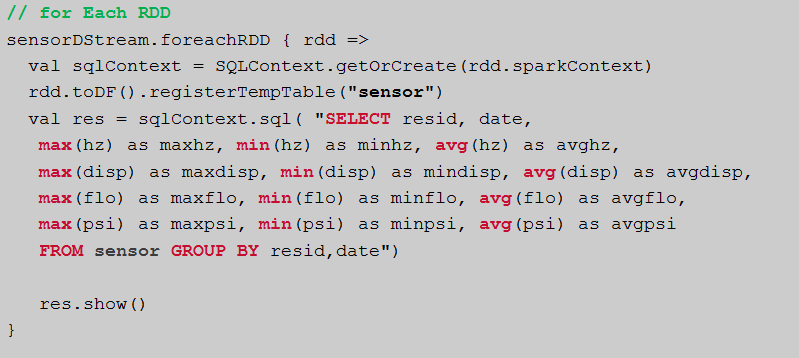 // for Each RDD
sensorDStream.foreachRDD { rdd =>
  val sqlContext = SQLContext.getOrCreate(rdd.sparkContext)
  rdd.toDF().registerTempTable("sensor")
  val res = sqlContext.sql( "SELECT resid, date,
   max(hz) as maxhz, min(hz) as minhz, avg(hz) as avghz,
   max(disp) as maxdisp, min(disp) as mindisp, avg(disp) as avgdisp,
   max(flo) as maxflo, min(flo) as minflo, avg(flo) as avgflo,
   max(psi) as maxpsi, min(psi) as minpsi, avg(psi) as avgpsi
   FROM sensor GROUP BY resid,date")
   res.show()
}